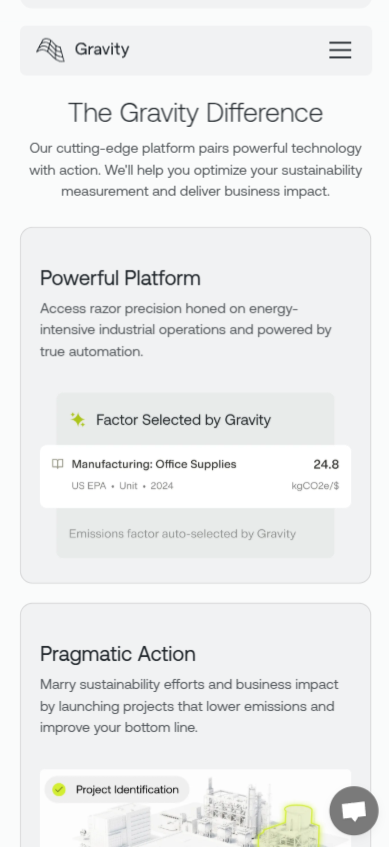 Gravity
The Gravity Difference
Our cutting-edge platform pairs powerful technology
with action. We'll help you optimize your sustainability
measurement and deliver business impact.
Powerful Platform
Access razor precision honed on energy-
intensive industrial operations and powered by
true automation.
Factor Selected by Gravity
Manufacturing: Office Supplies 24.8
US EPA • Unit • 2024 kgCO2e/$
Emissions factor auto-selected by Gravity
Pragmatic Action
Marry sustainability efforts and business impact
by launching projects that lower emissions and
improve your bottom line.
Project Identification